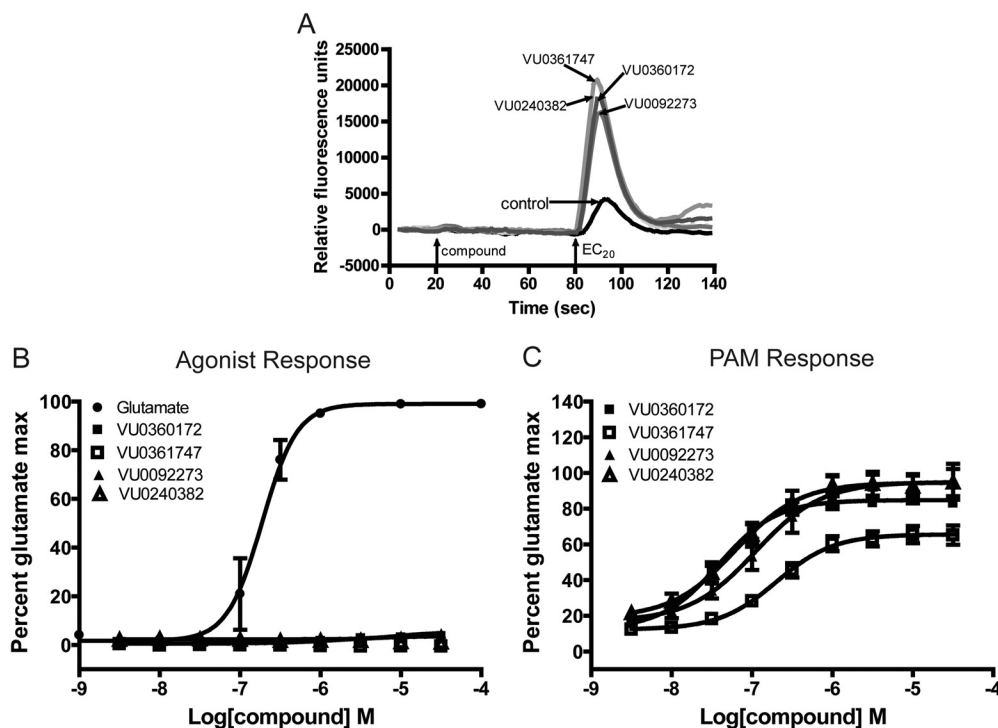 A
Relative fluorescence units
25000
20000
15000
10000
5000
0
-5000
VU0361747
VU0360172
VU0240382
VU0092273
control
compound
EC20
0 20 40 60 80 100 120 140
Time (sec)
B
Agonist Response
Percent glutamate max
100
80
60
40
20
0
Glutamate
VU0360172
VU0361747
VU0092273
VU0240382
-9 -8 -7 -6 -5 -4
Log[compound] M
C
PAM Response
Percent glutamate max
140
120
100
80
60
40
20
0
VU0360172
VU0361747
VU0092273
VU0240382
-9 -8 -7 -6 -5 -4
Log[compound] M